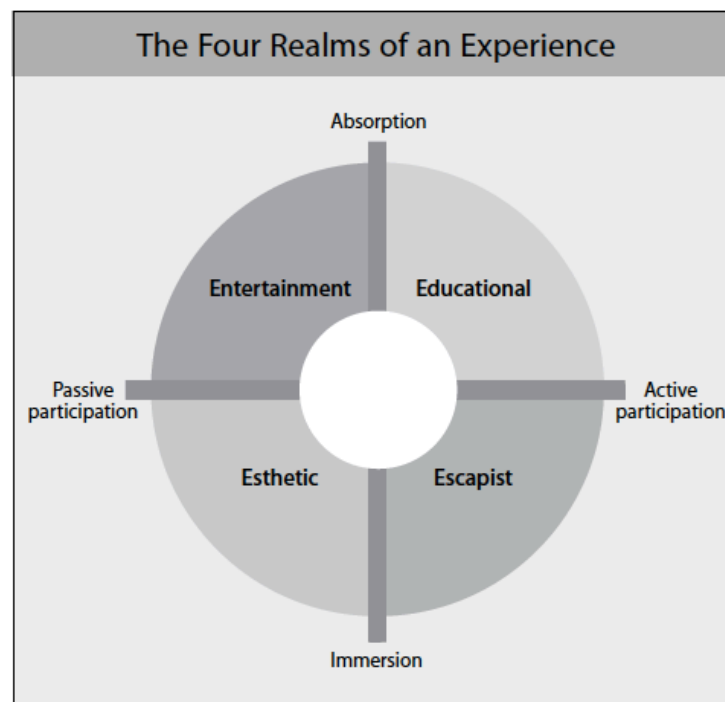 The Four Realms of an Experience
Absorption
Entertainment
Educational
Passive
participation
Active
participation
Esthetic
Escapist
Immersion